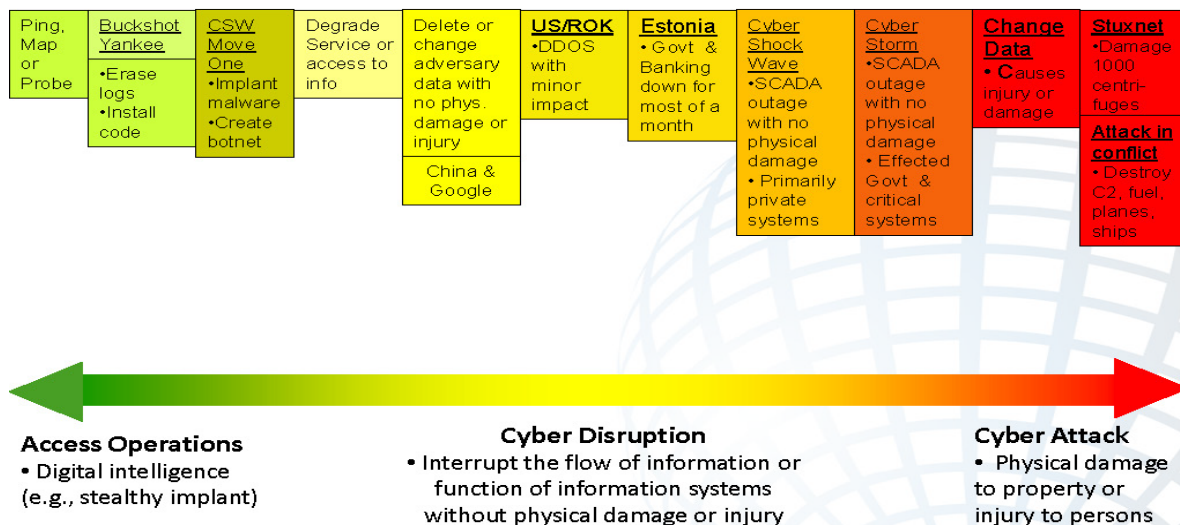 Ping,
Map
or
Probe
Buckshot
Yankee
•Erase
logs
•Install
code
CSW
Move
One
•Implant
malware
•Create
botnet
Degrade
Service or
access to
info
Delete or
change
adversary
data with
no phys.
damage or
injury
China &
Google
US/ROK
•DDOS
with
minor
impact
Estonia
• Govt &
Banking
down for
most of a
month
Cyber
Shock
Wave
•SCADA
outage
with no
physical
damage
• Primarily
private
systems
Cyber
Storm
•SCADA
outage
with no
physical
damage
• Effected
Govt &
critical
systems
Change
Data
• Causes
injury or
damage
Stuxnet
•Damage
1000
centri-
fuges
Attack in
conflict
• Destroy
C2, fuel,
planes,
ships
Access Operations
• Digital intelligence
(e.g., stealthy implant)
Cyber Disruption
• Interrupt the flow of information or
function of information systems
without physical damage or injury
Cyber Attack
• Physical damage
to property or
injury to persons